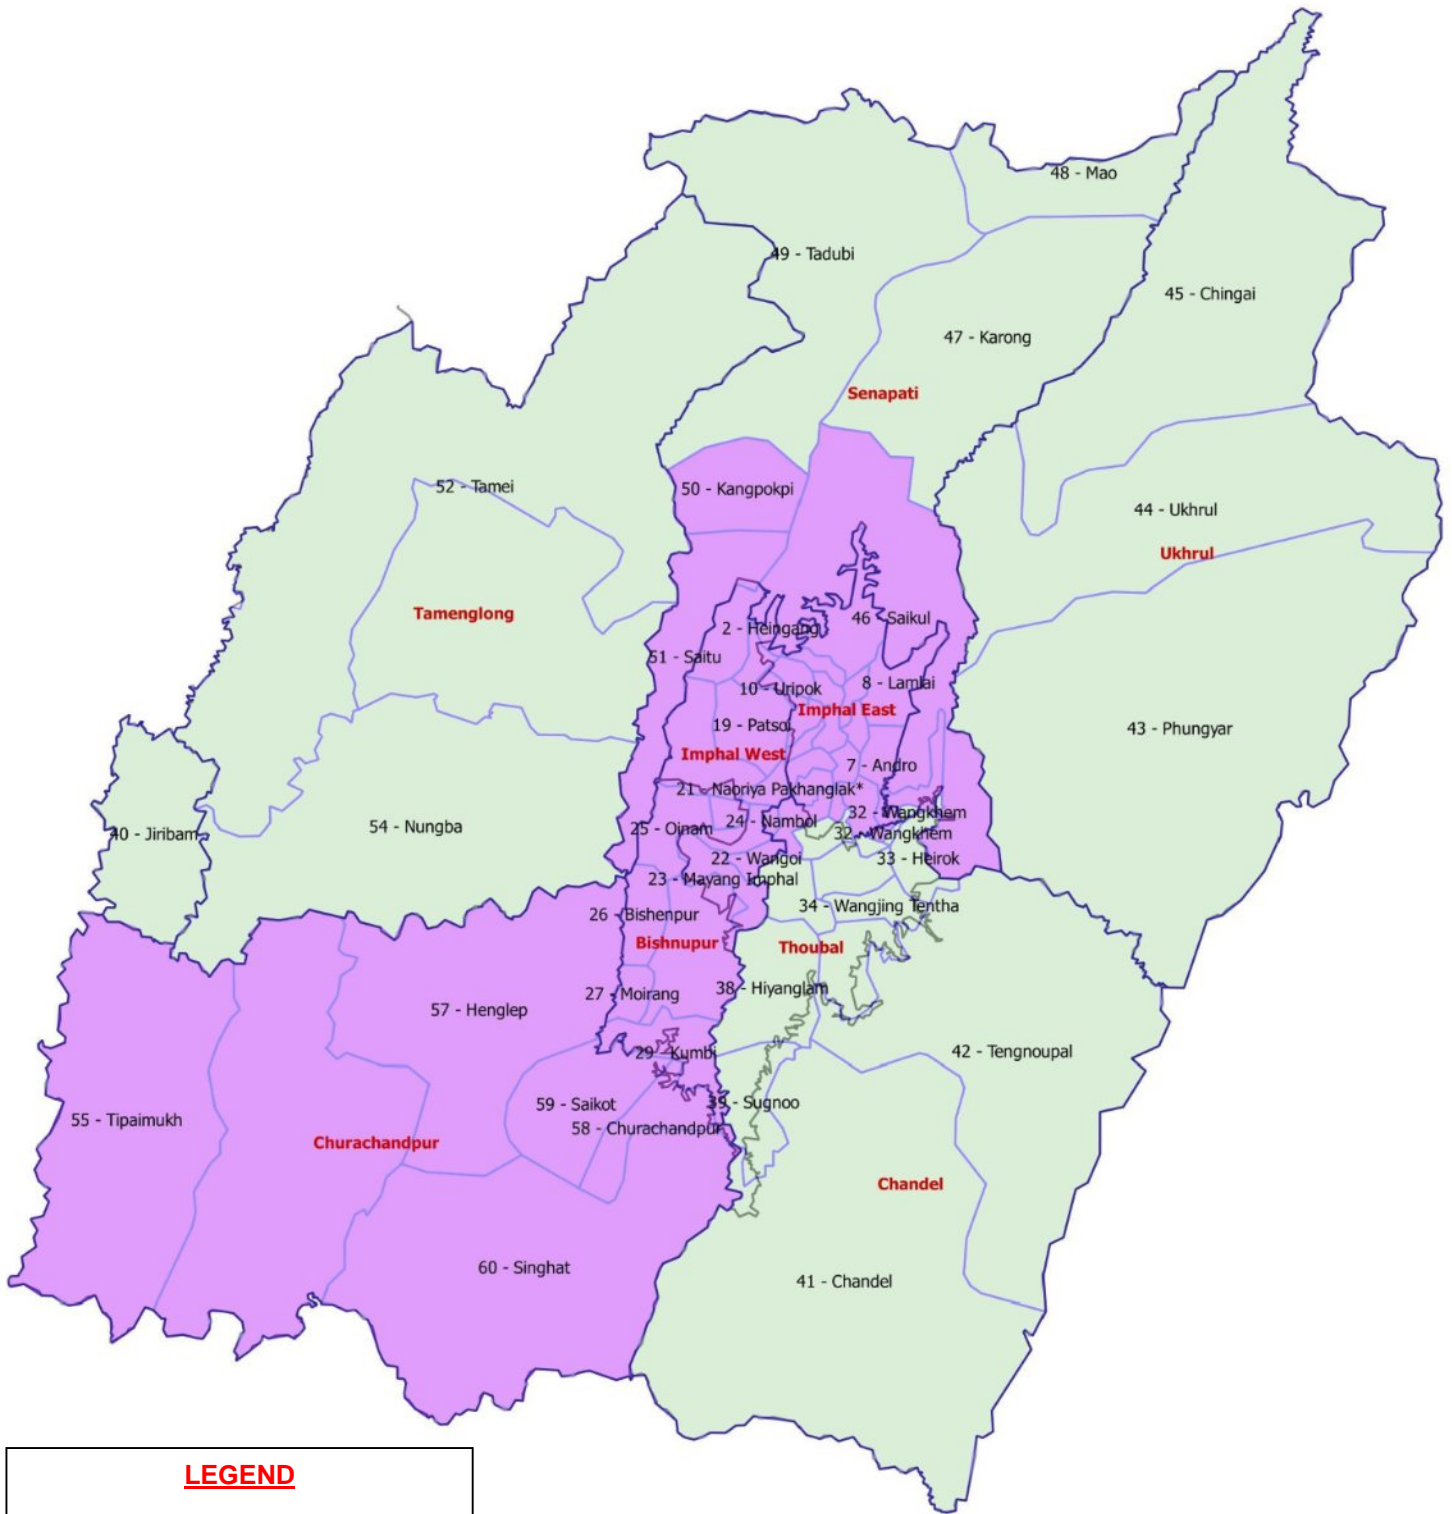 48 - Mao
49 - Tadubi
45 - Chingai
47 - Karong
Senapati
52 - Tamei
50 - Kangpokpi
44 - Ukhrul
Ukhrul
Tamenglong
46 - Saikul
2 - Heingang
51 - Saitu
8 - Lamlai
10 - Uripok
Imphal East
19 - Patsoi
43 - Phungyar
Imphal West
7 - Andro
21 - Naoriya Pakhanglak*
32 - Wangkhem
24 - Nambol
54 - Nungba
25 - Oinam
40 - Jiribam
32 - Wangkhem
22 - Wangoi
33 - Heirok
23 - Mayang Imphal
34 - Wangjing Tentha
26 - Bishenpur
Bishnupur
Thoubal
38 - Hiyanglam
27 - Moirang
57 - Henglep
29 - Kumbi
42 - Tengnoupal
59 - Saikot
39 - Sugnoo
55 - Tipaimukh
58 - Churachandpur
Churachandpur
Chandel
60 - Singhat
41 - Chandel
LEGEND